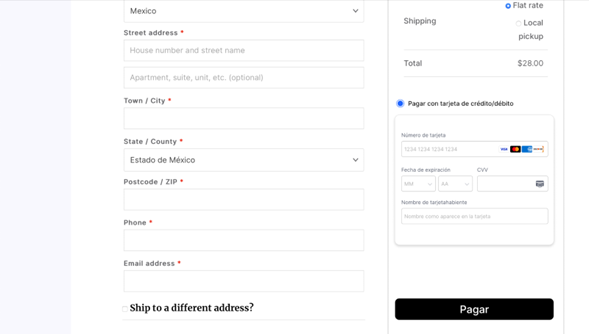 Mexico
Street address *
House number and street name
Apartment, suite, unit, etc. (optional)
Town / City *
State / County *
Estado de México
Postcode / ZIP *
Phone *
Email address *
Ship to a different address?
Flat rate
Shipping
Local
pickup
Total $28.00
Pagar con tarjeta de crédito/débito
Número de tarjeta
1234 1234 1234 1234
VISA
Fecha de expiración CVV
MM AA
Nombre de tarjetahabiente
Nombre como aparece en la tarjeta
Pagar